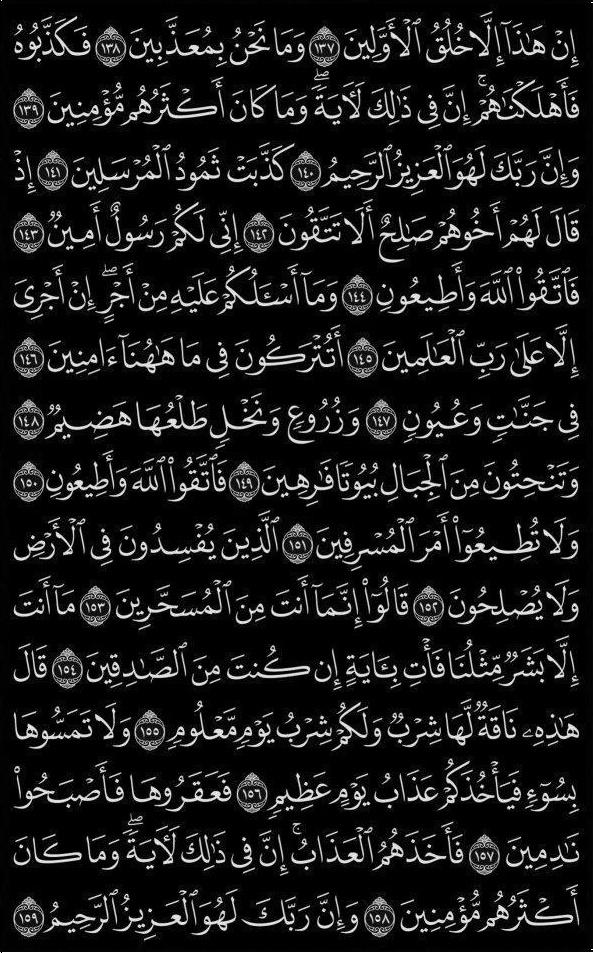 إِنْ هَٰذَآ إِلَّا خُلُقُ ٱلْأَوَّلِينَ ١٣٧ وَمَا نَحْنُ بِمُعَذَّبِينَ ١٣٨ فَكَذَّبُوهُ
فَأَهْلَكْنَٰهُمْ ۗ إِنَّ فِى ذَٰلِكَ لَـَٔايَةً ۖ وَمَا كَانَ أَكْثَرُهُم مُّؤْمِنِينَ ١٣٩
وَإِنَّ رَبَّكَ لَهُوَ ٱلْعَزِيزُ ٱلرَّحِيمُ ١٤٠ كَذَّبَتْ ثَمُودُ ٱلْمُرْسَلِينَ ١٤١ إِذْ
قَالَ لَهُمْ أَخُوهُمْ صَٰلِحٌ أَلَا تَتَّقُونَ ١٤٢ إِنِّى لَكُمْ رَسُولٌ أَمِينٌ ١٤٣
فَٱتَّقُوا۟ ٱللَّهَ وَأَطِيعُونِ ١٤٤ وَمَآ أَسْـَٔلُكُمْ عَلَيْهِ مِنْ أَجْرٍ ۖ إِنْ أَجْرِىَ
إِلَّا عَلَىٰ رَبِّ ٱلْعَٰلَمِينَ ١٤٥ أَتُتْرَكُونَ فِى مَا هَٰهُنَآ ءَامِنِينَ ١٤٦
فِى جَنَّٰتٍ وَعُيُونٍ ١٤٧ وَزُرُوعٍ وَنَخْلٍ طَلْعُهَا هَضِيمٌ ١٤٨
وَتَنْحِتُونَ مِنَ ٱلْجِبَالِ بُيُوتًا فَٰرِهِينَ ١٤٩ فَٱتَّقُوا۟ ٱللَّهَ وَأَطِيعُونِ ١٥٠
وَلَا تُطِيعُوٓا۟ أَمْرَ ٱلْمُسْرِفِينَ ١٥١ ٱلَّذِينَ يُفْسِدُونَ فِى ٱلْأَرْضِ
وَلَا يُصْلِحُونَ ١٥٢ قَالُوٓا۟ إِنَّمَآ أَنتَ مِنَ ٱلْمُسَحَّرِينَ ١٥٣ مَآ أَنتَ
إِلَّا بَشَرٌ مِّثْلُنَا فَأْتِ بِـَٔايَةٍ إِن كُنتَ مِنَ ٱلصَّٰدِقِينَ ١٥٤ قَالَ
هَٰذِهِۦ نَاقَةٌ لَّهَا شِرْبٌ وَلَكُمْ شِرْبُ يَوْمٍ مَّعْلُومٍ ١٥٥ وَلَا تَمَسُّوهَا
بِسُوٓءٍ فَيَأْخُذَكُمْ عَذَابُ يَوْمٍ عَظِيمٍ ١٥٦ فَعَقَرُوهَا فَأَصْبَحُوا۟
نَٰدِمِينَ ١٥٧ فَأَخَذَهُمُ ٱلْعَذَابُ ۗ إِنَّ فِى ذَٰلِكَ لَـَٔايَةً ۖ وَمَا كَانَ
أَكْثَرُهُم مُّؤْمِنِينَ ١٥٨ وَإِنَّ رَبَّكَ لَهُوَ ٱلْعَزِيزُ ٱلرَّحِيمُ ١٥٩